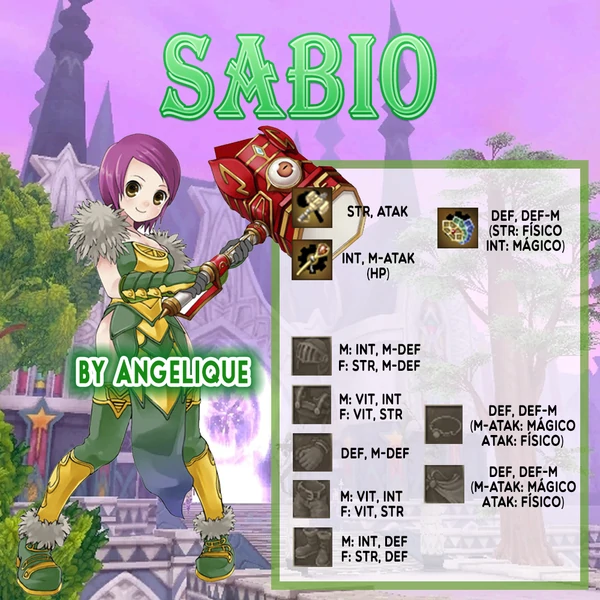 SABIO
STR, ATAK
INT, M-ATAK
(HP)
DEF, DEF-M
(STR: FÍSICO
INT: MÁGICO)
BY ANGELIQUE
M: INT, M-DEF
F: STR, M-DEF
M: VIT, INT
F: VIT, STR
DEF, M-DEF
M: VIT, INT
F: VIT, STR
M: INT, DEF
F: STR, DEF
DEF, DEF-M
(M-ATAK: MÁGICO
ATAK: FÍSICO)
DEF, DEF-M
(M-ATAK: MÁGICO
ATAK: FÍSICO)